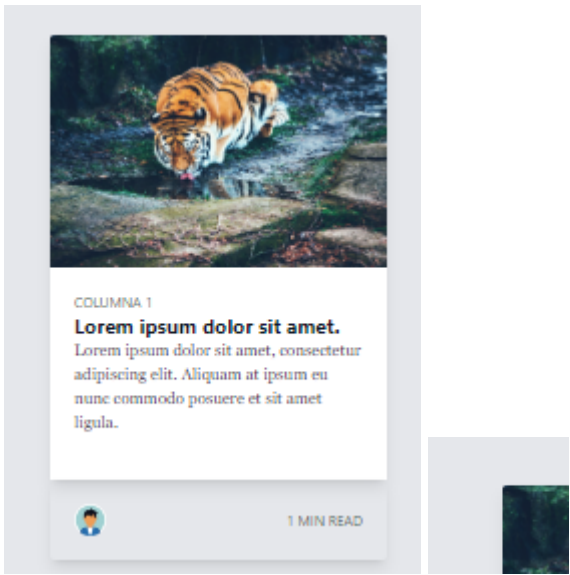 COLUMNA 1
Lorem ipsum dolor sit amet.
Lorem ipsum dolor sit amet, consectetur
adipiscing elit. Aliquam at ipsum eu
nunc commodo posuere et sit amet
ligula.
1 MIN READ